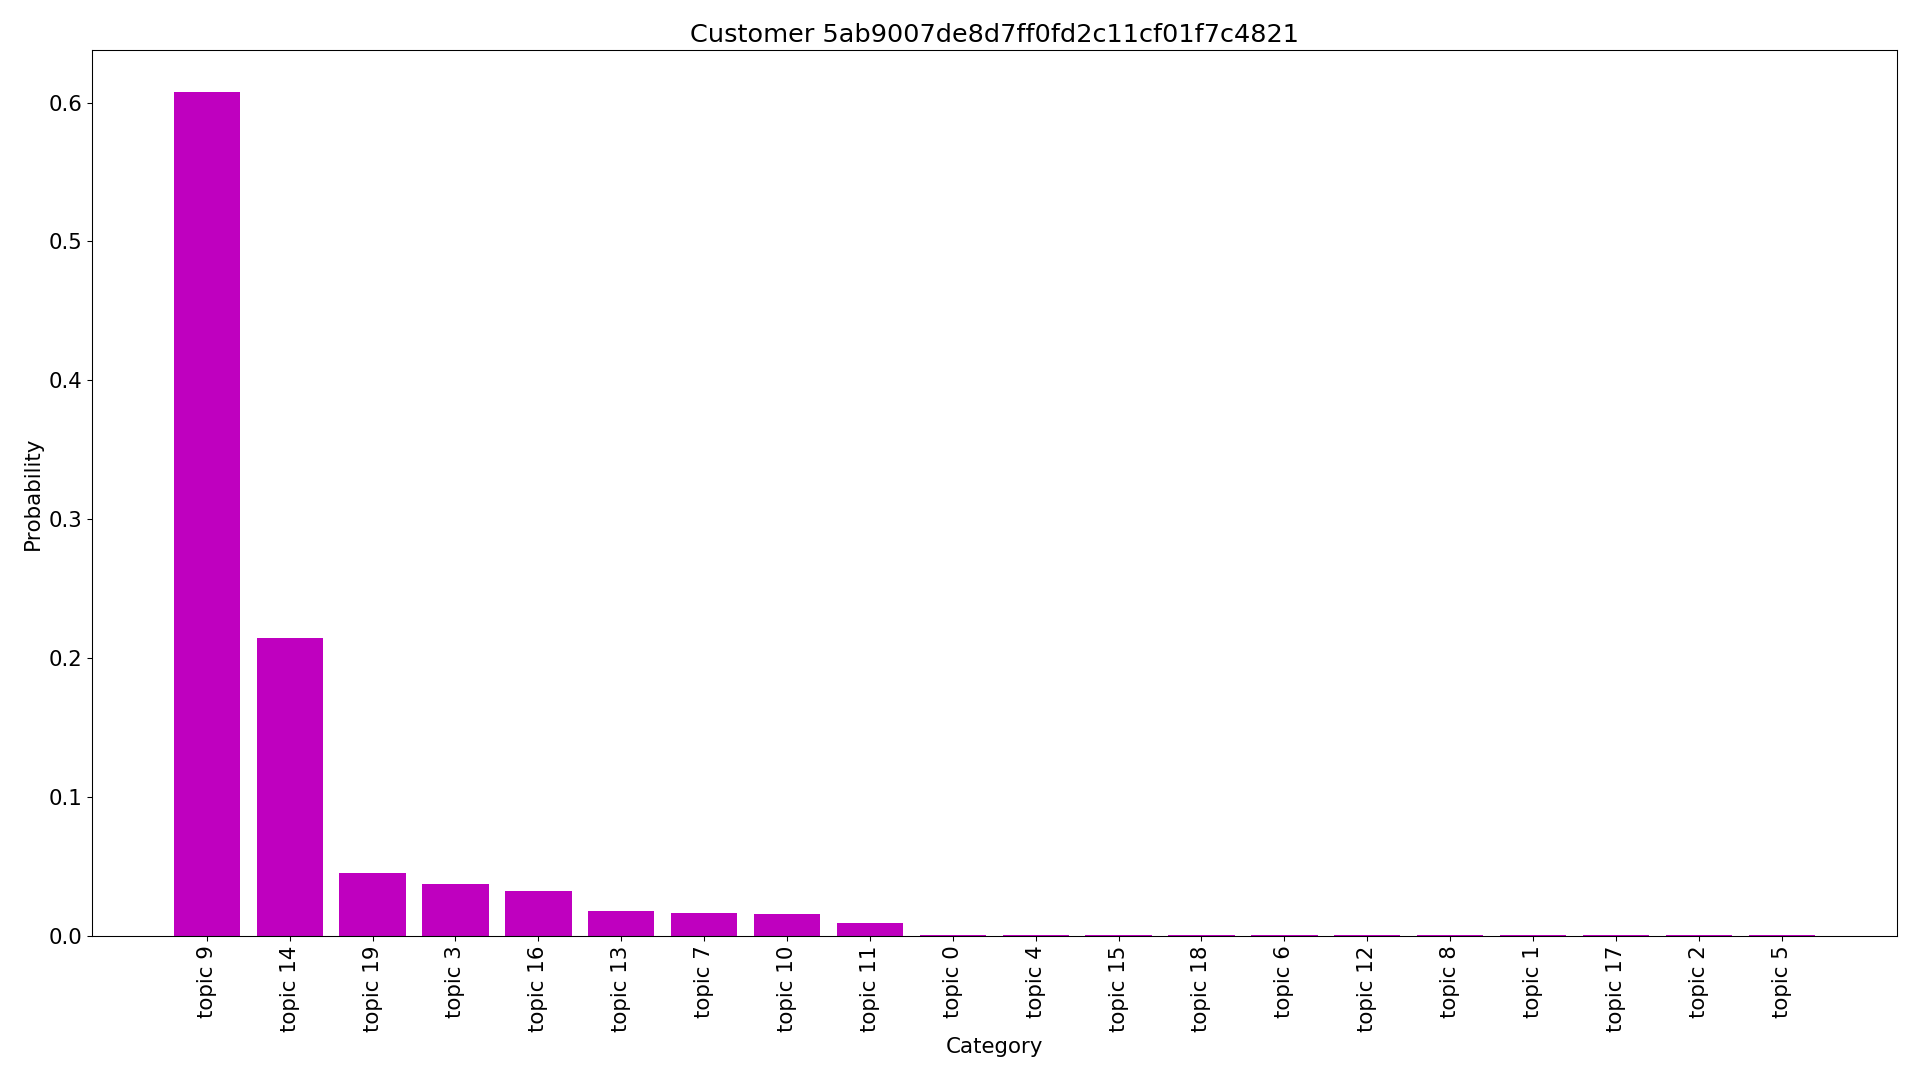 Customer 5ab9007de8d7ff0fd2c11cf01f7c4821
Probability
0.6
0.5
0.4
0.3
0.2
0.1
0.0
topic 9
topic 14
topic 19
topic 3
topic 16
topic 13
topic 7
topic 10
topic 11
topic 0
topic 4
topic 15
topic 18
topic 6
topic 12
topic 8
topic 1
topic 17
topic 2
topic 5
Category